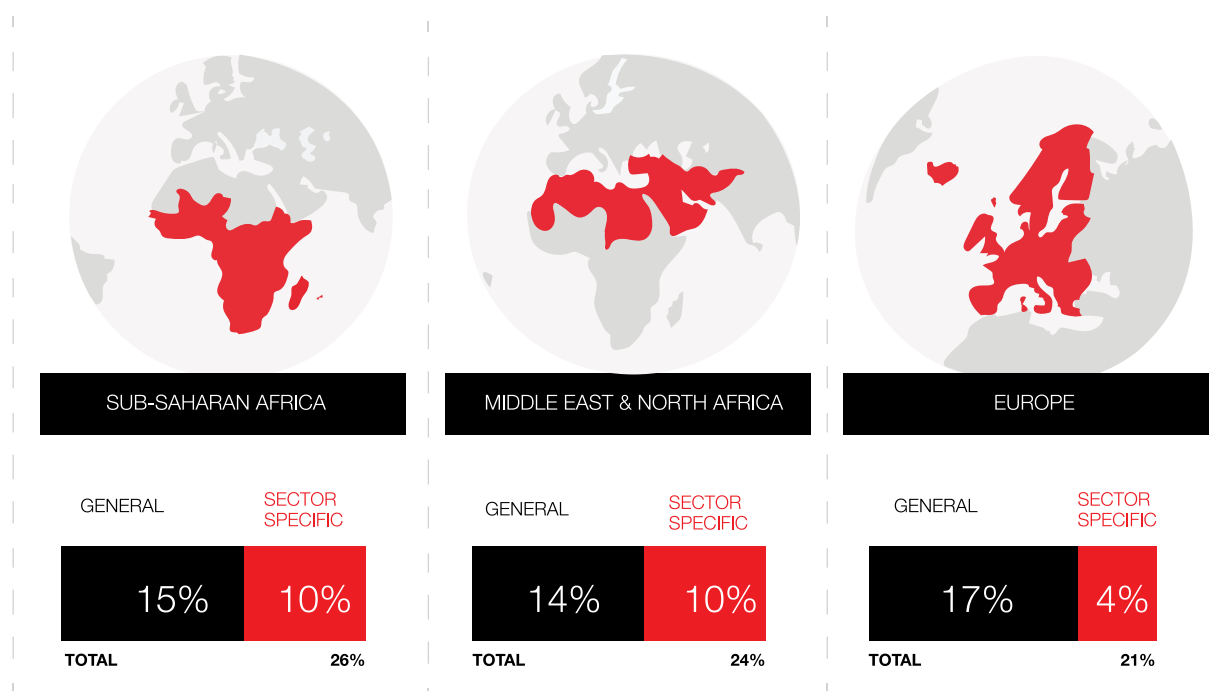 SUB-SAHARAN AFRICA
GENERAL
SECTOR
SPECIFIC
15%
10%
TOTAL
26%
MIDDLE EAST & NORTH AFRICA
GENERAL
SECTOR
SPECIFIC
14%
10%
TOTAL
24%
EUROPE
GENERAL
SECTOR
SPECIFIC
17%
4%
TOTAL
21%